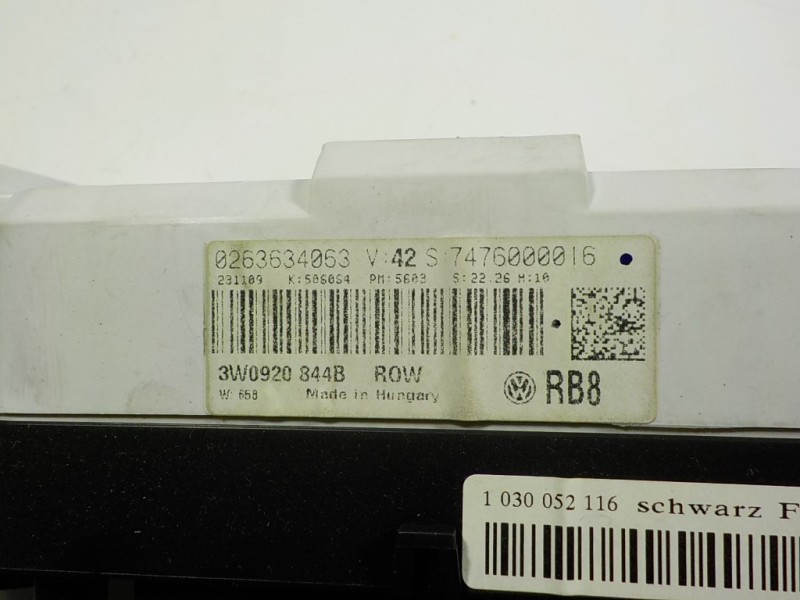 0263634063 V:42 S:7476000016
231109 K:506064 PM:5603 S:22.26 M:10
3W0920 844B ROW
W: 658 Made in Hungary
RB8
1 030 052 116 schwarz F